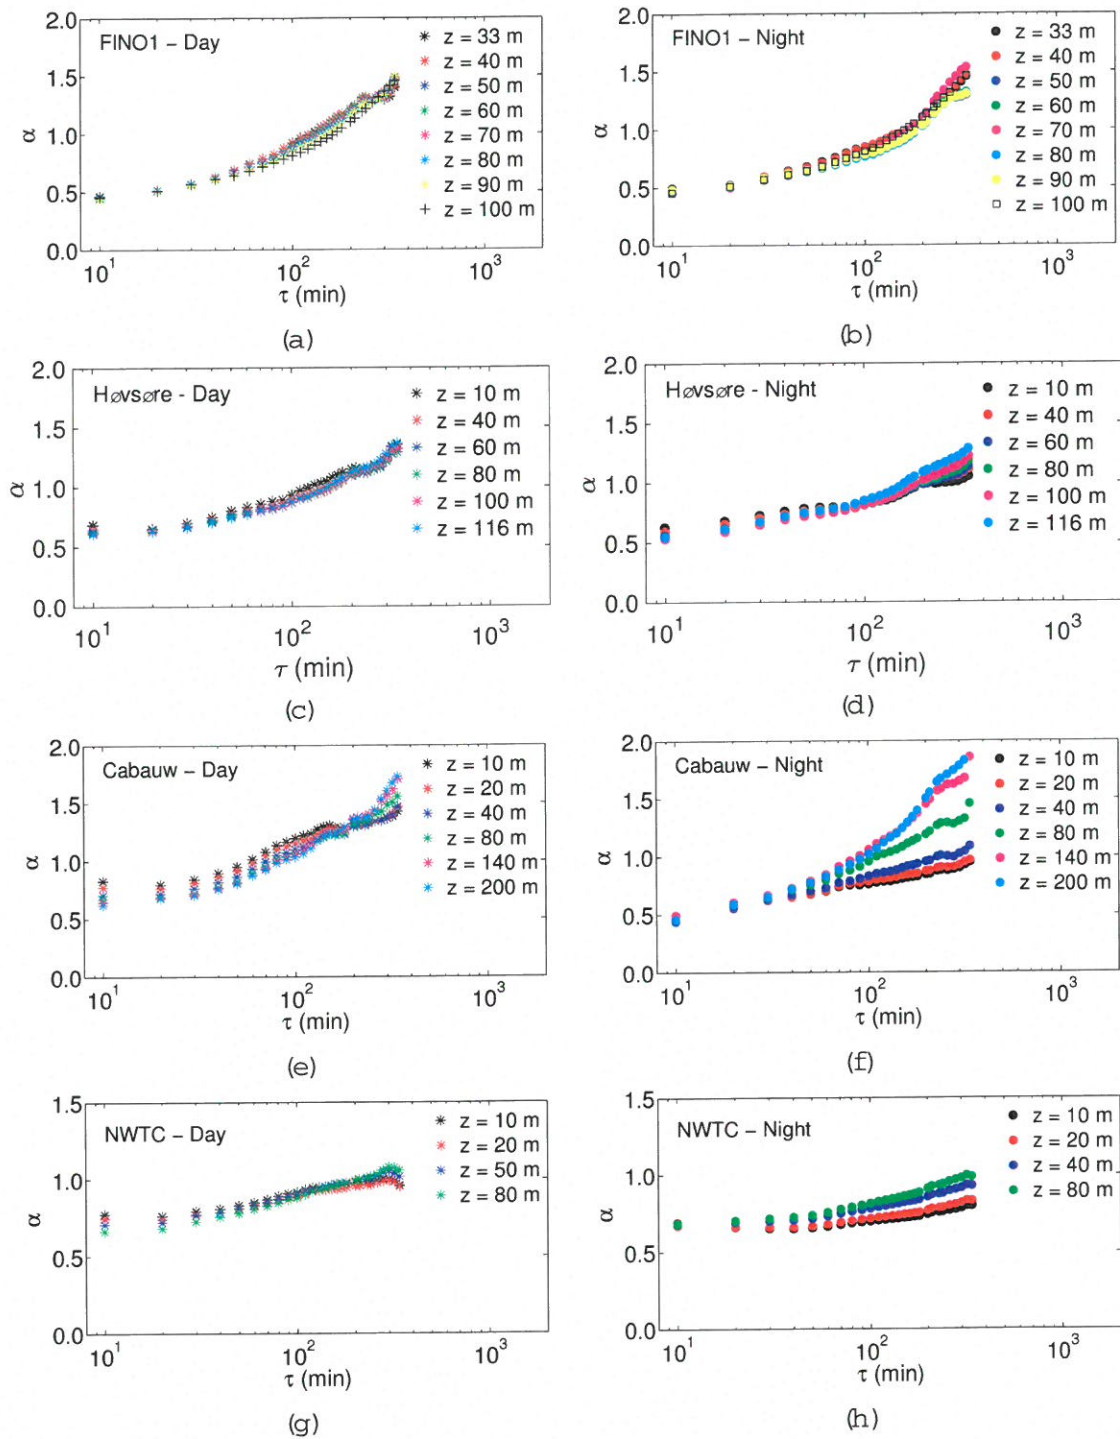 FINO1 – Day
z = 33 m
z = 40 m
z = 50 m
z = 60 m
z = 70 m
z = 80 m
z = 90 m
z = 100 m
2.0
1.5
1.0
0.5
0.0
α
10^1
10^2
10^3
τ (min)
(a)
FINO1 – Night
z = 33 m
z = 40 m
z = 50 m
z = 60 m
z = 70 m
z = 80 m
z = 90 m
z = 100 m
2.0
1.5
1.0
0.5
0.0
α
10^1
10^2
10^3
τ (min)
(b)
Høvsøre - Day
z = 10 m
z = 40 m
z = 60 m
z = 80 m
z = 100 m
z = 116 m
2.0
1.5
1.0
0.5
0.0
α
10^1
10^2
10^3
τ (min)
(c)
Høvsøre - Night
z = 10 m
z = 40 m
z = 60 m
z = 80 m
z = 100 m
z = 116 m
2.0
1.5
1.0
0.5
0.0
α
10^1
10^2
10^3
τ (min)
(d)
Cabauw – Day
z = 10 m
z = 20 m
z = 40 m
z = 80 m
z = 140 m
z = 200 m
2.0
1.5
1.0
0.5
0.0
α
10^1
10^2
10^3
τ (min)
(e)
Cabauw – Night
z = 10 m
z = 20 m
z = 40 m
z = 80 m
z = 140 m
z = 200 m
2.0
1.5
1.0
0.5
0.0
α
10^1
10^2
10^3
τ (min)
(f)
NWTC – Day
z = 10 m
z = 20 m
z = 50 m
z = 80 m
1.5
1.0
0.5
0.0
α
10^1
10^2
10^3
τ (min)
(g)
NWTC – Night
z = 10 m
z = 20 m
z = 40 m
z = 80 m
1.5
1.0
0.5
0.0
α
10^1
10^2
10^3
τ (min)
(h)